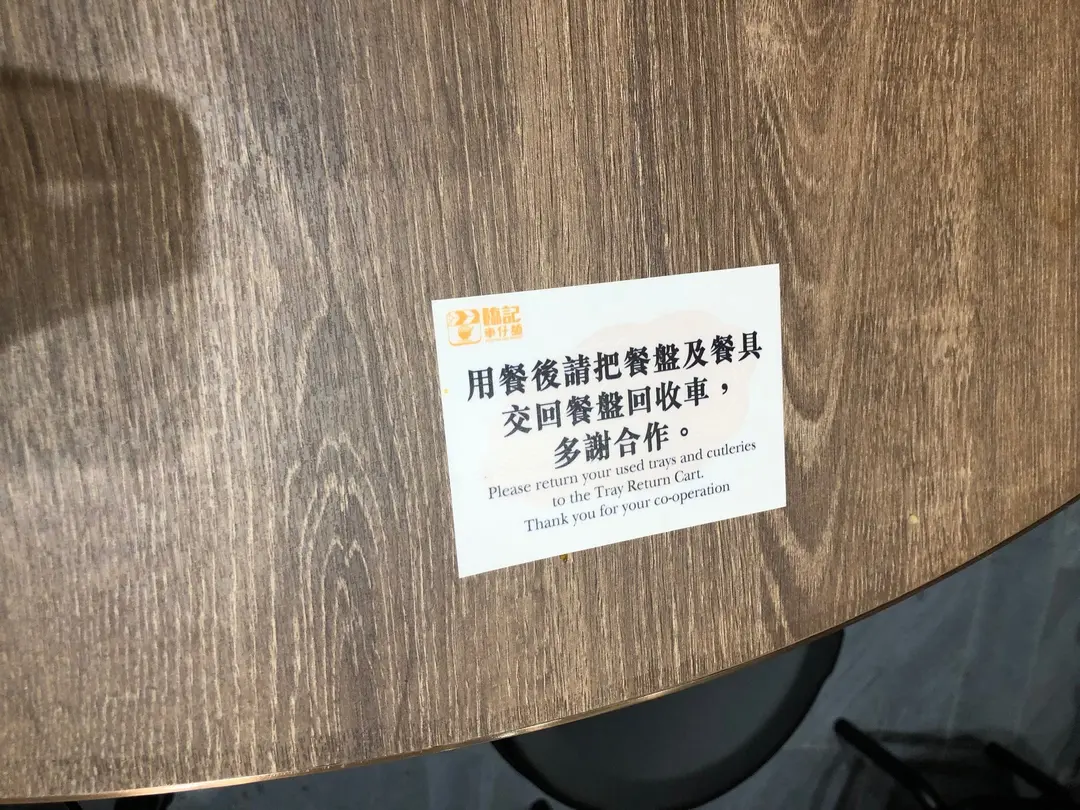 記
車仔麵
用餐後請把餐盤及餐具
交回餐盤回收車，
多謝合作。
Please return your used trays and cutleries
to the Tray Return Cart.
Thank you for your co-operation